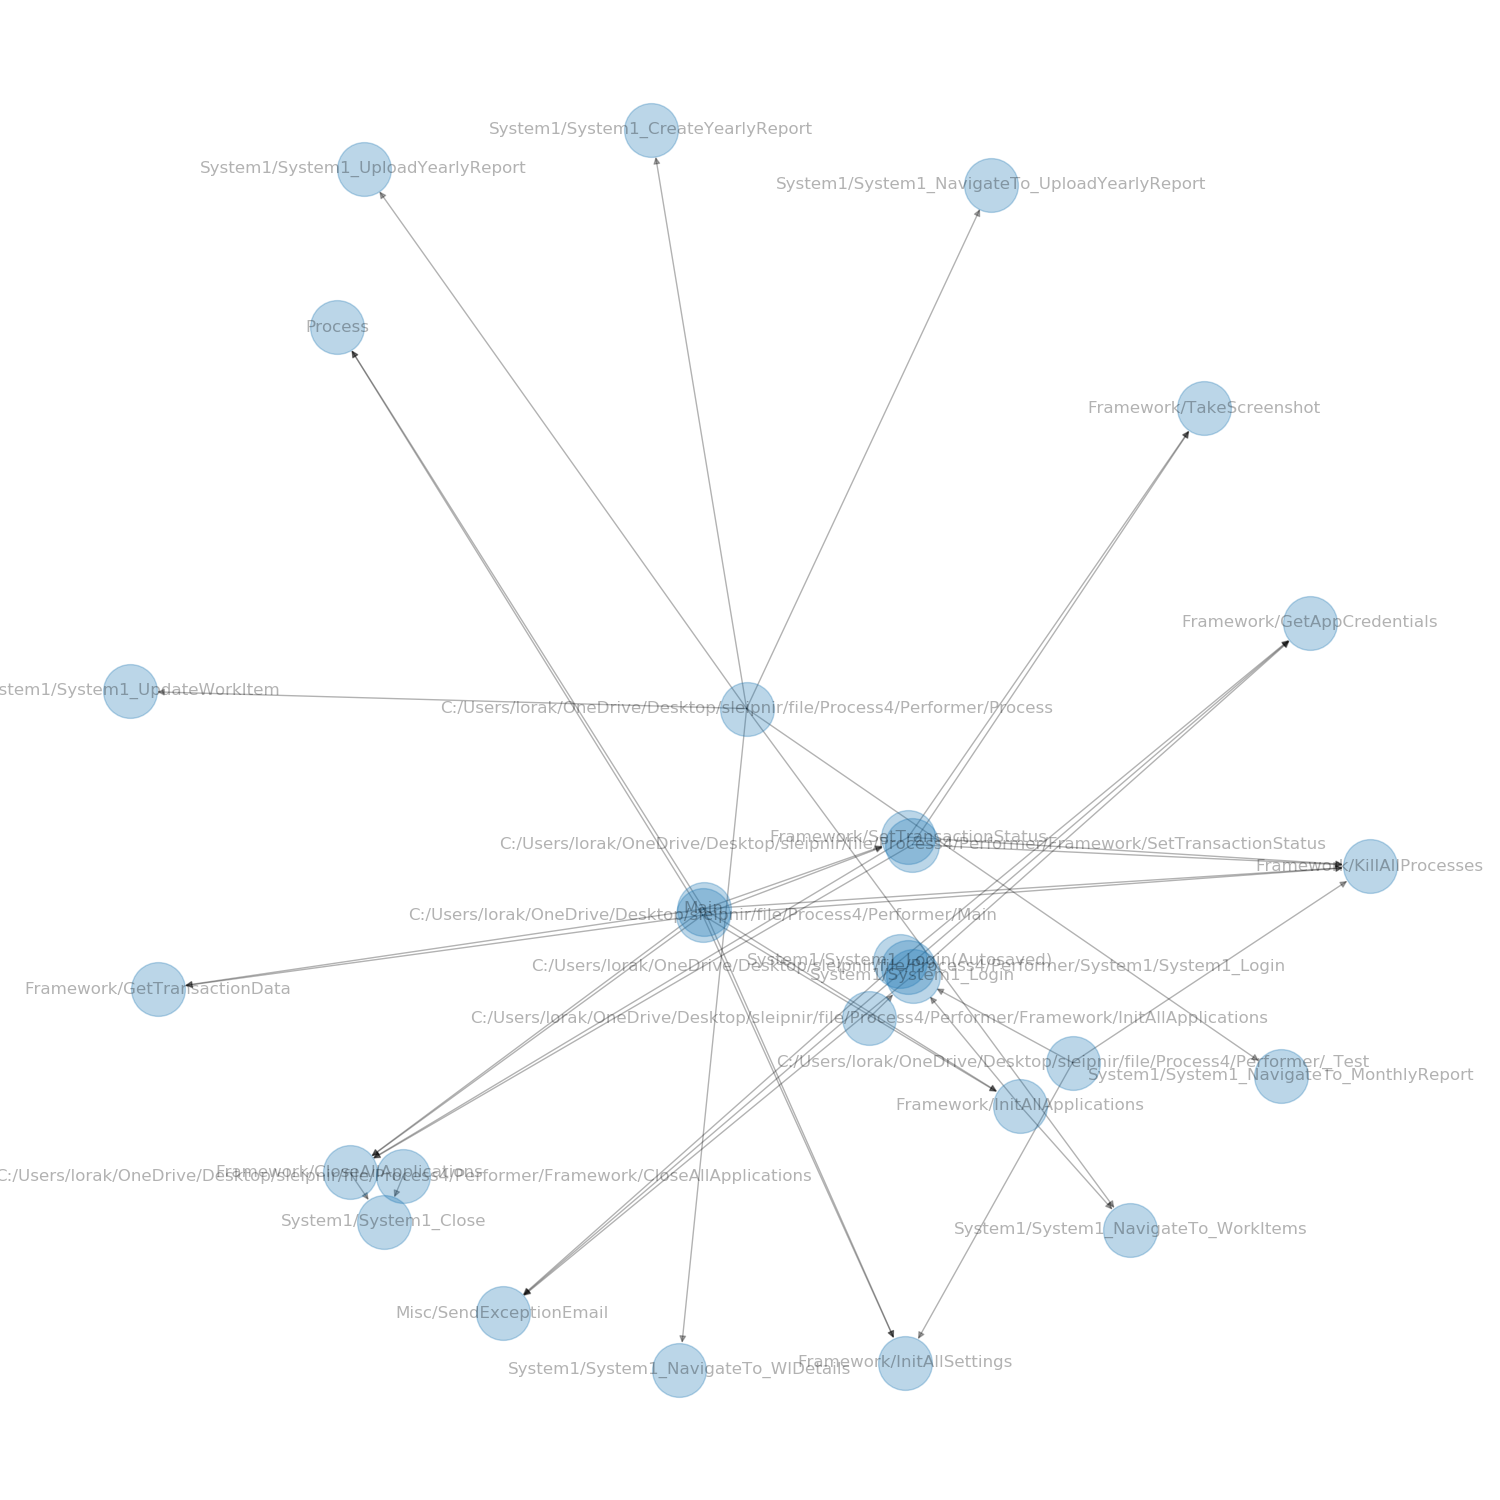 System1/System1_CreateYearlyReport
System1/System1_UploadYearlyReport
System1/System1_NavigateTo_UploadYearlyReport
Process
Framework/TakeScreenshot
Framework/GetAppCredentials
stem1/System1_UpdateWorkItem
C:/Users/lorak/OneDrive/Desktop/sleipnir/file/Process4/Performer/Process
Framework/SetTransactionStatus
C:/Users/lorak/OneDrive/Desktop/sleipnir/file/Process4/Performer/Framework/SetTransactionStatus
Framework/KillAllProcesses
Main
C:/Users/lorak/OneDrive/Desktop/sleipnir/file/Process4/Performer/Main
System1/System1_Login(Autosaved)
C:/Users/lorak/OneDrive/Desktop/sleipnir/file/Process4/Performer/System1/System1_Login
System1/System1_Login
Framework/GetTransactionData
C:/Users/lorak/OneDrive/Desktop/sleipnir/file/Process4/Performer/Framework/InitAllApplications
C:/Users/lorak/OneDrive/Desktop/sleipnir/file/Process4/Performer/_Test
System1/System1_NavigateTo_MonthlyReport
Framework/InitAllApplications
Framework/CloseAllApplications
C:/Users/lorak/OneDrive/Desktop/sleipnir/file/Process4/Performer/Framework/CloseAllApplications
System1/System1_Close
System1/System1_NavigateTo_WorkItems
Misc/SendExceptionEmail
Framework/InitAllSettings
System1/System1_NavigateTo_WIDetails